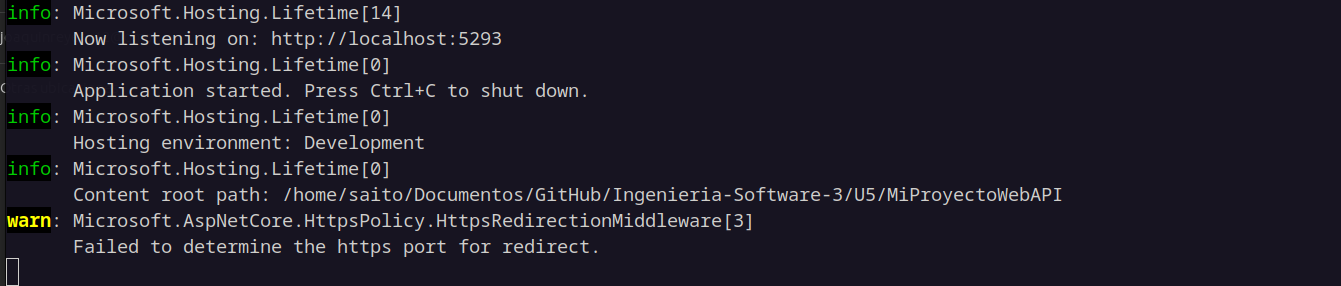 info: Microsoft.Hosting.Lifetime[14]
Now listening on: http://localhost:5293
info: Microsoft.Hosting.Lifetime[0]
Application started. Press Ctrl+C to shut down.
info: Microsoft.Hosting.Lifetime[0]
Hosting environment: Development
info: Microsoft.Hosting.Lifetime[0]
Content root path: /home/saito/Documentos/GitHub/Ingenieria-Software-3/U5/MiProyectoWebAPI
warn: Microsoft.AspNetCore.HttpsPolicy.HttpsRedirectionMiddleware[3]
Failed to determine the https port for redirect.